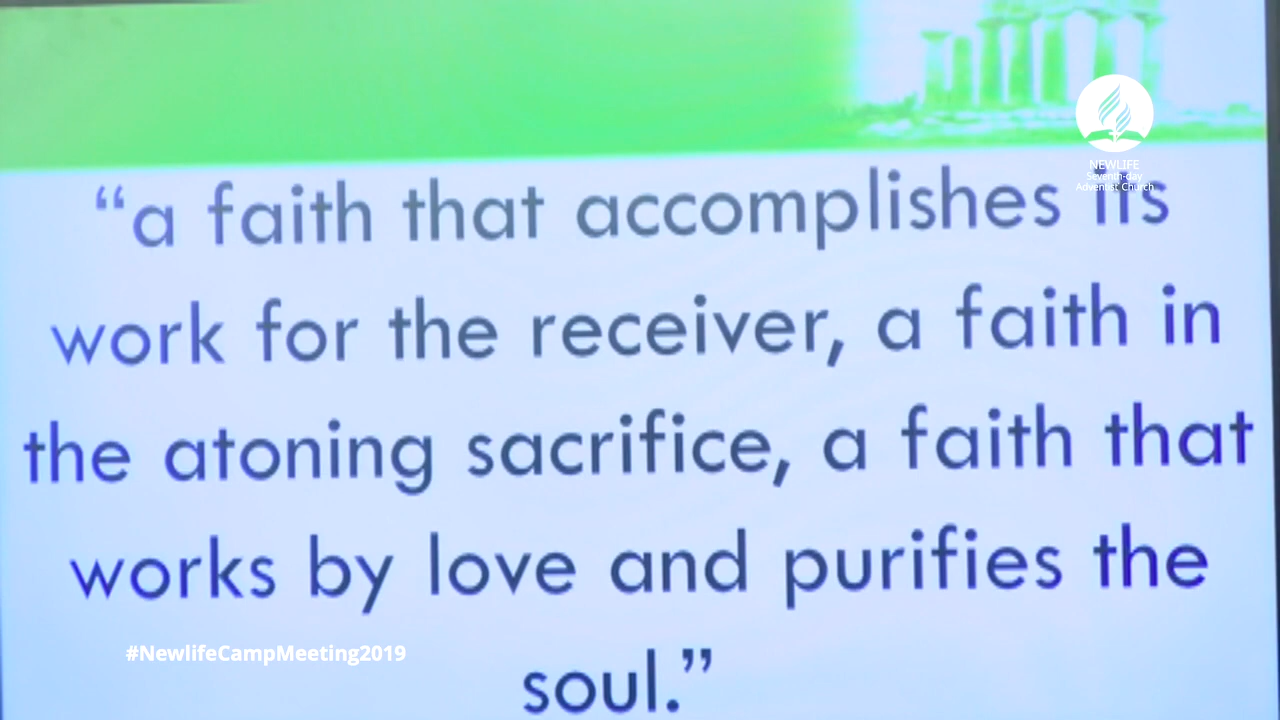 NEWLIFE
Seventh-day
Adventist Church
“a faith that accomplishes its
work for the receiver, a faith in
the atoning sacrifice, a faith that
works by love and purifies the
soul.”
#NewlifeCampMeeting2019